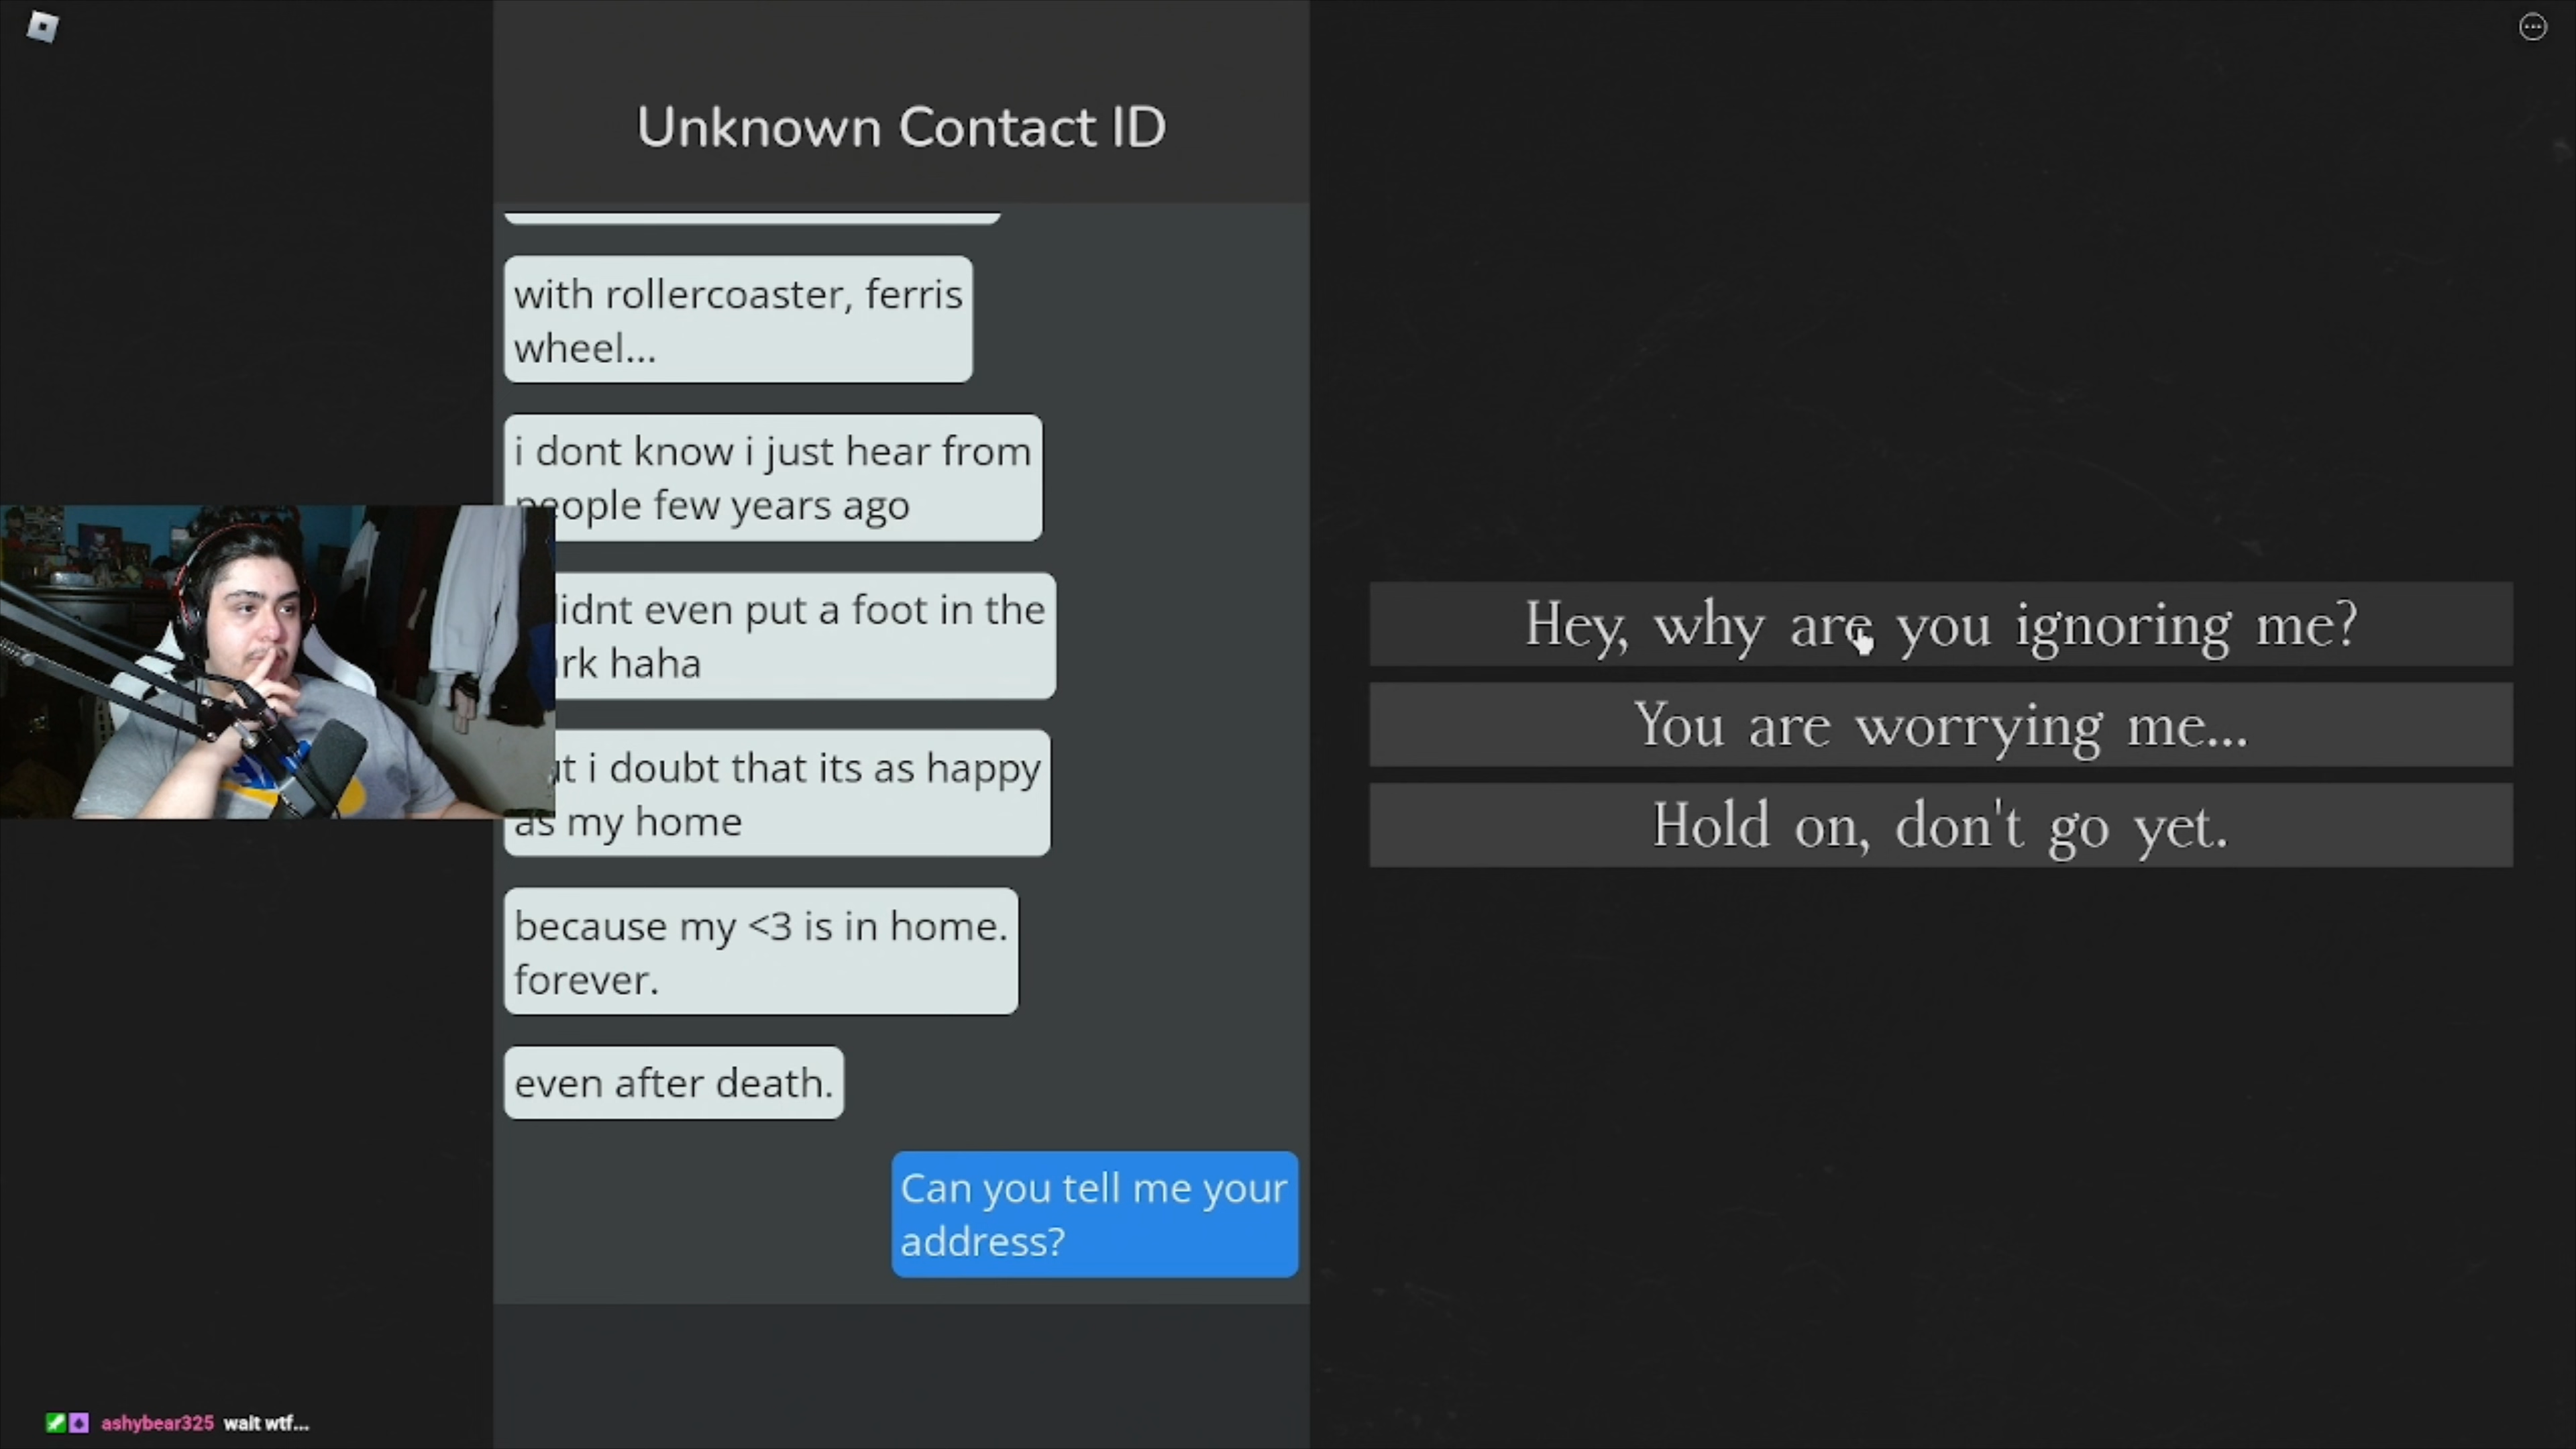 Unknown Contact ID
with rollercoaster, ferris
wheel...
i dont know i just hear from
people few years ago
didnt even put a foot in the
haha
i doubt that its as happy
as my home
because my <3 is in home.
forever.
even after death.
Can you tell me your
address?
Hey, why are you ignoring me?
You are worrying me...
Hold on, don't go yet.
ashybear325 wait wtf...